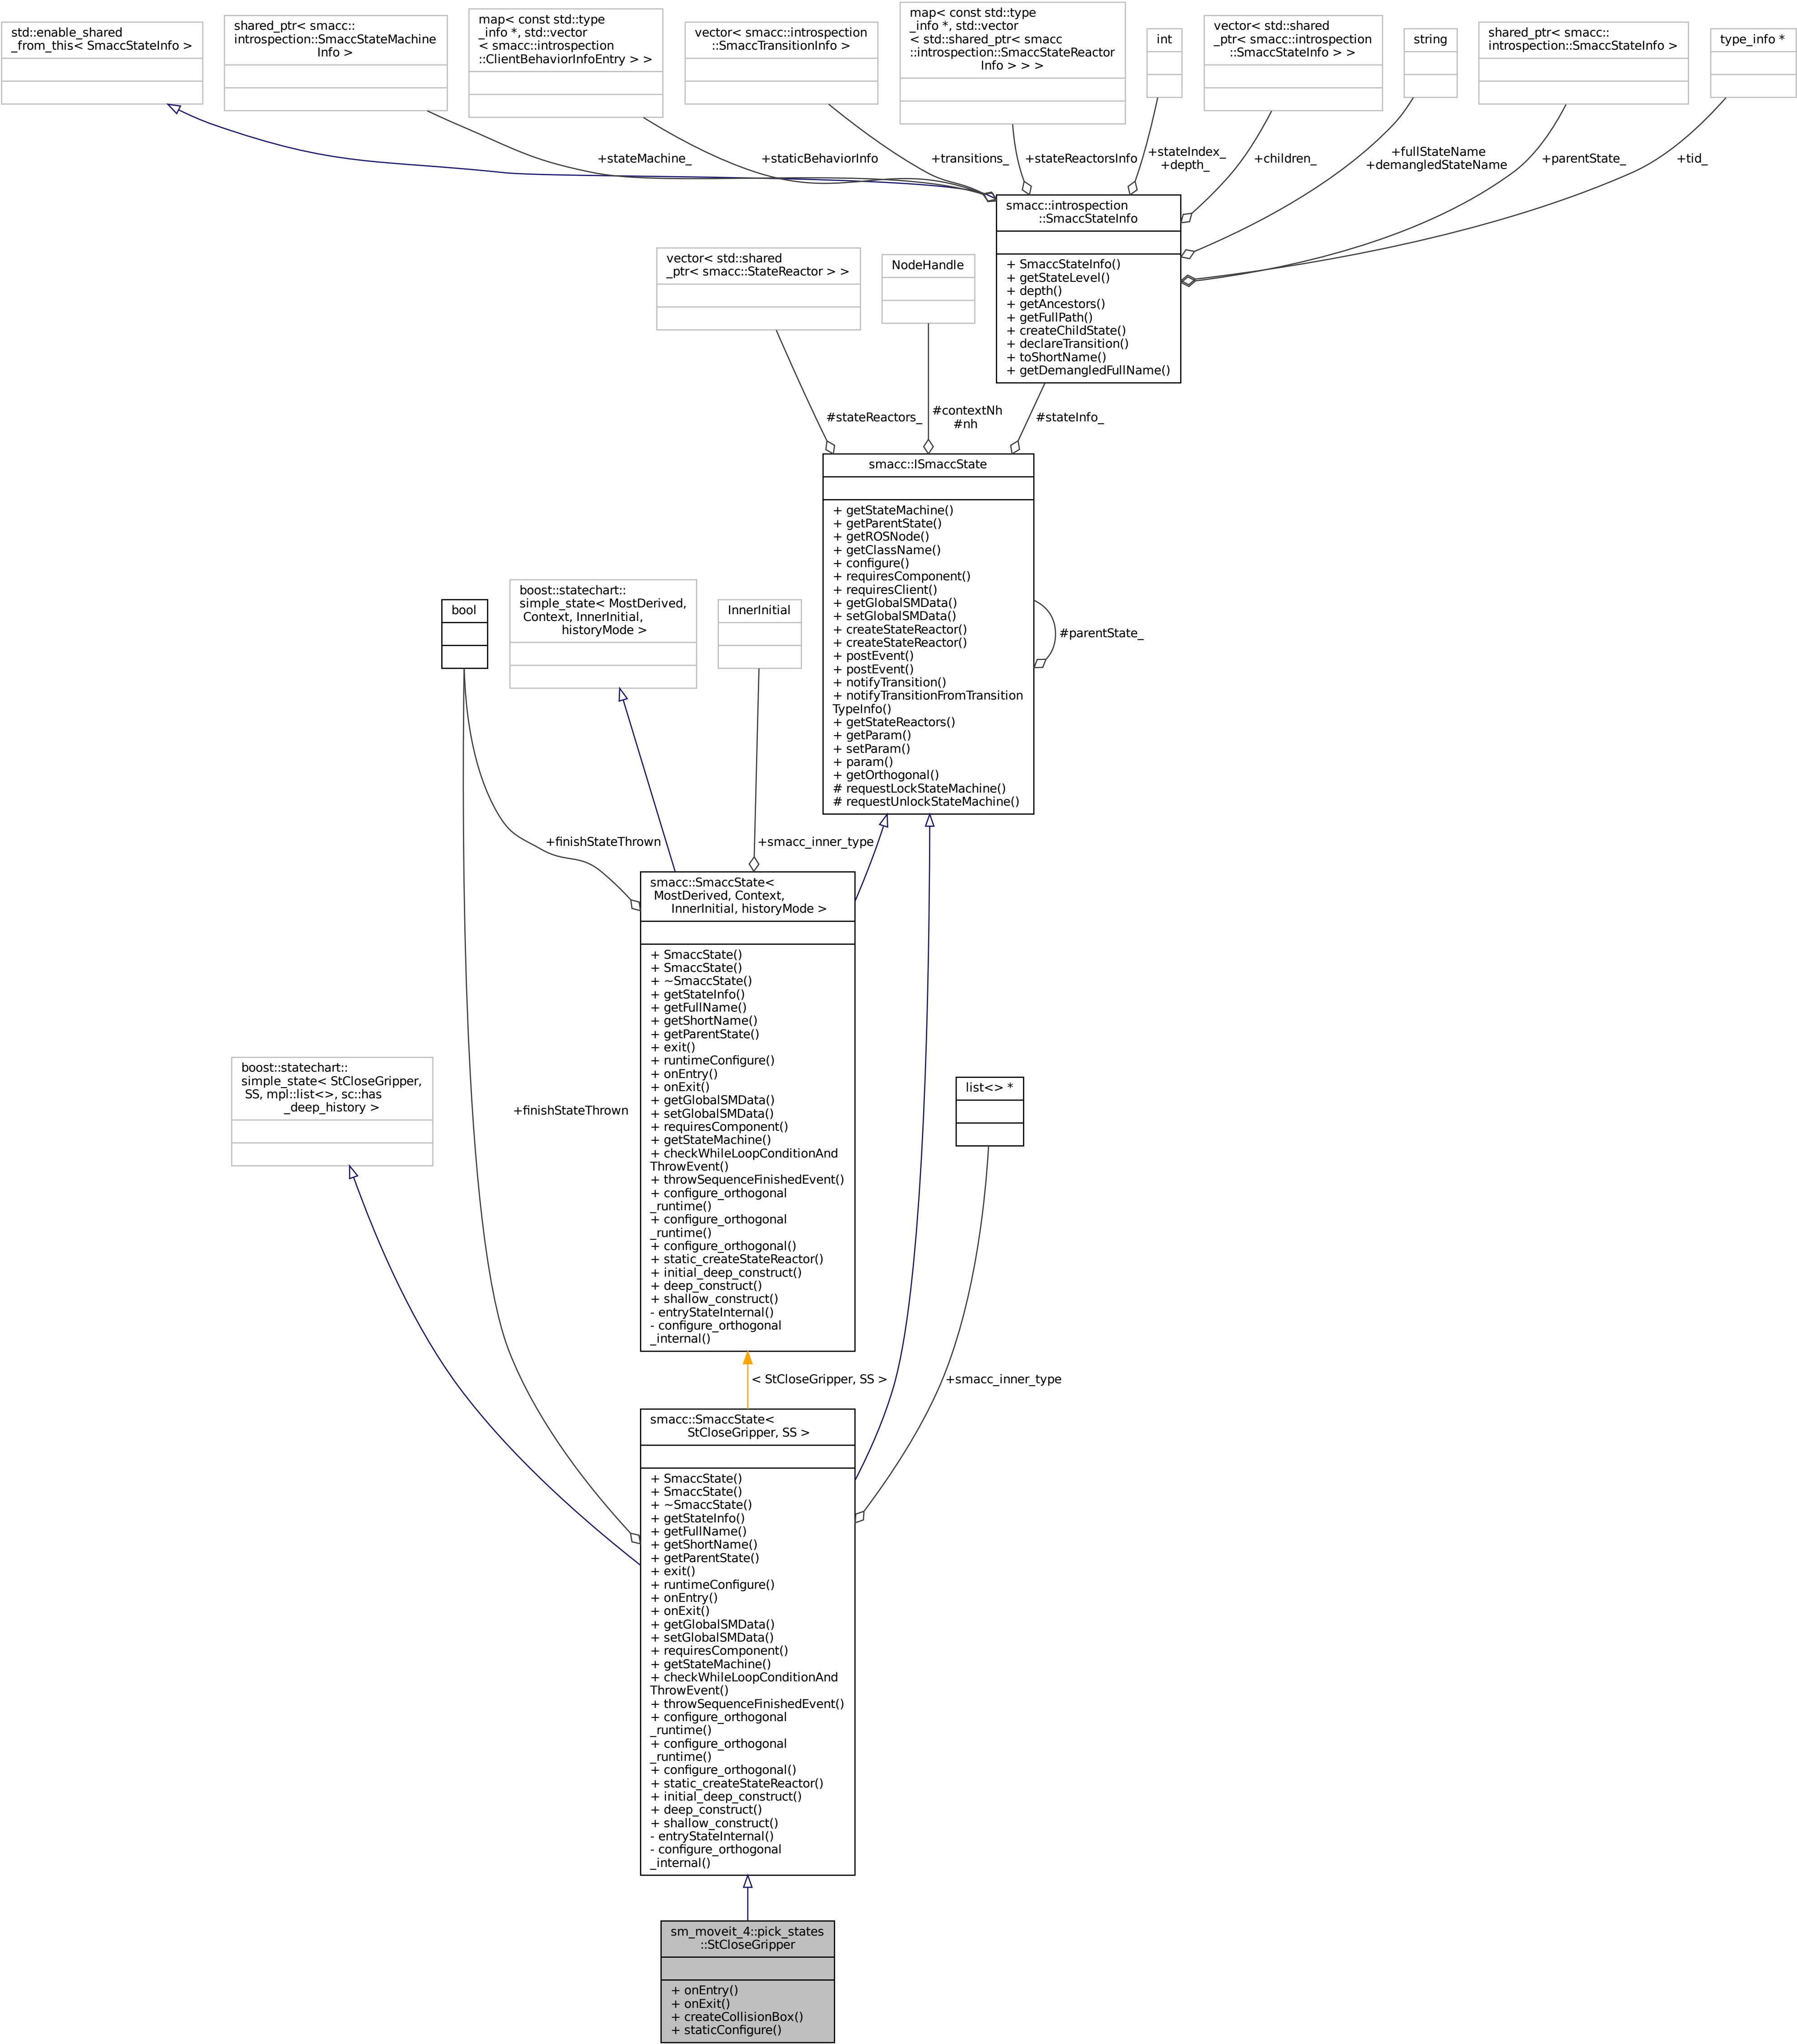 std::enable_shared
_from_this< SmaccStateInfo >
shared_ptr< smacc::
introspection::SmaccStateMachine
Info >
map< const std::type
_info *, std::vector
< smacc::introspection
::ClientBehaviorInfoEntry > >
vector< smacc::introspection
::SmaccTransitionInfo >
map< const std::type
_info *, std::vector
< std::shared_ptr< smacc
::introspection::SmaccStateReactor
Info > > >
int
vector< std::shared
_ptr< smacc::introspection
::SmaccStateInfo > >
string
shared_ptr< smacc::
introspection::SmaccStateInfo >
type_info *
+stateMachine_
+staticBehaviorInfo
+transitions_
+stateReactorsInfo
+stateIndex_
+depth_
+children_
+fullStateName
+demangledStateName
+parentState_
+tid_
smacc::introspection
::SmaccStateInfo
+ SmaccStateInfo()
+ getStateLevel()
+ depth()
+ getAncestors()
+ getFullPath()
+ createChildState()
+ declareTransition()
+ toShortName()
+ getDemangledFullName()
vector< std::shared
_ptr< smacc::StateReactor > >
NodeHandle
#stateReactors_
#contextNh
#nh
#stateInfo_
smacc::ISmaccState
+ getStateMachine()
+ getParentState()
+ getROSNode()
+ getClassName()
+ configure()
+ requiresComponent()
+ requiresClient()
+ getGlobalSMData()
+ setGlobalSMData()
+ createStateReactor()
+ createStateReactor()
+ postEvent()
+ postEvent()
+ notifyTransition()
+ notifyTransitionFromTransition
TypeInfo()
+ getStateReactors()
+ getParam()
+ setParam()
+ param()
+ getOrthogonal()
# requestLockStateMachine()
# requestUnlockStateMachine()
#parentState_
bool
boost::statechart::
simple_state< MostDerived,
Context, InnerInitial,
historyMode >
InnerInitial
+finishStateThrown
+smacc_inner_type
smacc::SmaccState<
MostDerived, Context,
InnerInitial, historyMode >
+ SmaccState()
+ SmaccState()
+ ~SmaccState()
+ getStateInfo()
+ getFullName()
+ getShortName()
+ getParentState()
+ exit()
+ runtimeConfigure()
+ onEntry()
+ onExit()
+ getGlobalSMData()
+ setGlobalSMData()
+ requiresComponent()
+ getStateMachine()
+ checkWhileLoopConditionAnd
ThrowEvent()
+ throwSequenceFinishedEvent()
+ configure_orthogonal
_runtime()
+ configure_orthogonal
_runtime()
+ configure_orthogonal()
+ static_createStateReactor()
+ initial_deep_construct()
+ deep_construct()
+ shallow_construct()
- entryStateInternal()
- configure_orthogonal
_internal()
boost::statechart::
simple_state< StCloseGripper,
SS, mpl::list<>, sc::has
_deep_history >
+finishStateThrown
list<> *
< StCloseGripper, SS >
+smacc_inner_type
smacc::SmaccState<
StCloseGripper, SS >
+ SmaccState()
+ SmaccState()
+ ~SmaccState()
+ getStateInfo()
+ getFullName()
+ getShortName()
+ getParentState()
+ exit()
+ runtimeConfigure()
+ onEntry()
+ onExit()
+ getGlobalSMData()
+ setGlobalSMData()
+ requiresComponent()
+ getStateMachine()
+ checkWhileLoopConditionAnd
ThrowEvent()
+ throwSequenceFinishedEvent()
+ configure_orthogonal
_runtime()
+ configure_orthogonal
_runtime()
+ configure_orthogonal()
+ static_createStateReactor()
+ initial_deep_construct()
+ deep_construct()
+ shallow_construct()
- entryStateInternal()
- configure_orthogonal
_internal()
sm_moveit_4::pick_states
::StCloseGripper
+ onEntry()
+ onExit()
+ createCollisionBox()
+ staticConfigure()